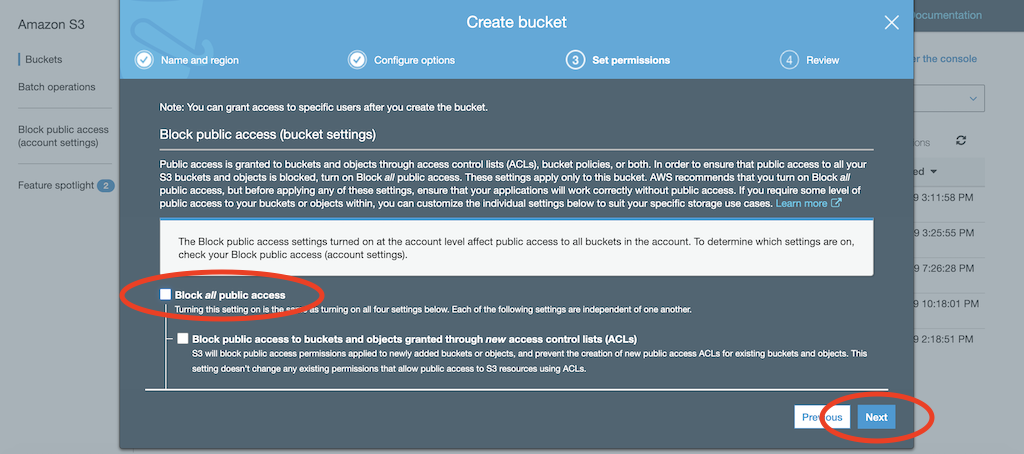 Amazon S3
Buckets
Batch operations
Block public access
(account settings)
Feature spotlight 2
Create bucket
Name and region
Configure options
3 Set permissions
4 Review
Note: You can grant access to specific users after you create the bucket.
Block public access (bucket settings)
Public access is granted to buckets and objects through access control lists (ACLs), bucket policies, or both. In order to ensure that public access to all your
S3 buckets and objects is blocked, turn on Block all public access. These settings apply only to this bucket. AWS recommends that you turn on Block all
public access, but before applying any of these settings, ensure that your applications will work correctly without public access. If you require some level of
public access to your buckets or objects within, you can customize the individual settings below to suit your specific storage use cases. Learn more
The Block public access settings turned on at the account level affect public access to all buckets in the account. To determine which settings are on,
check your Block public access (account settings).
Block all public access
Turning this setting on is the same as turning on all four settings below. Each of the following settings are independent of one another.
Block public access to buckets and objects granted through new access control lists (ACLs)
S3 will block public access permissions applied to newly added buckets or objects, and prevent the creation of new public access ACLs for existing buckets and objects. This
setting doesn't change any existing permissions that allow public access to S3 resources using ACLs.
Previous
Next
Documentation
r the console
ons
ed
9 3:11:58 PM
9 3:25:55 PM
9 7:26:28 PM
9 10:18:01 PM
9 2:18:51 PM